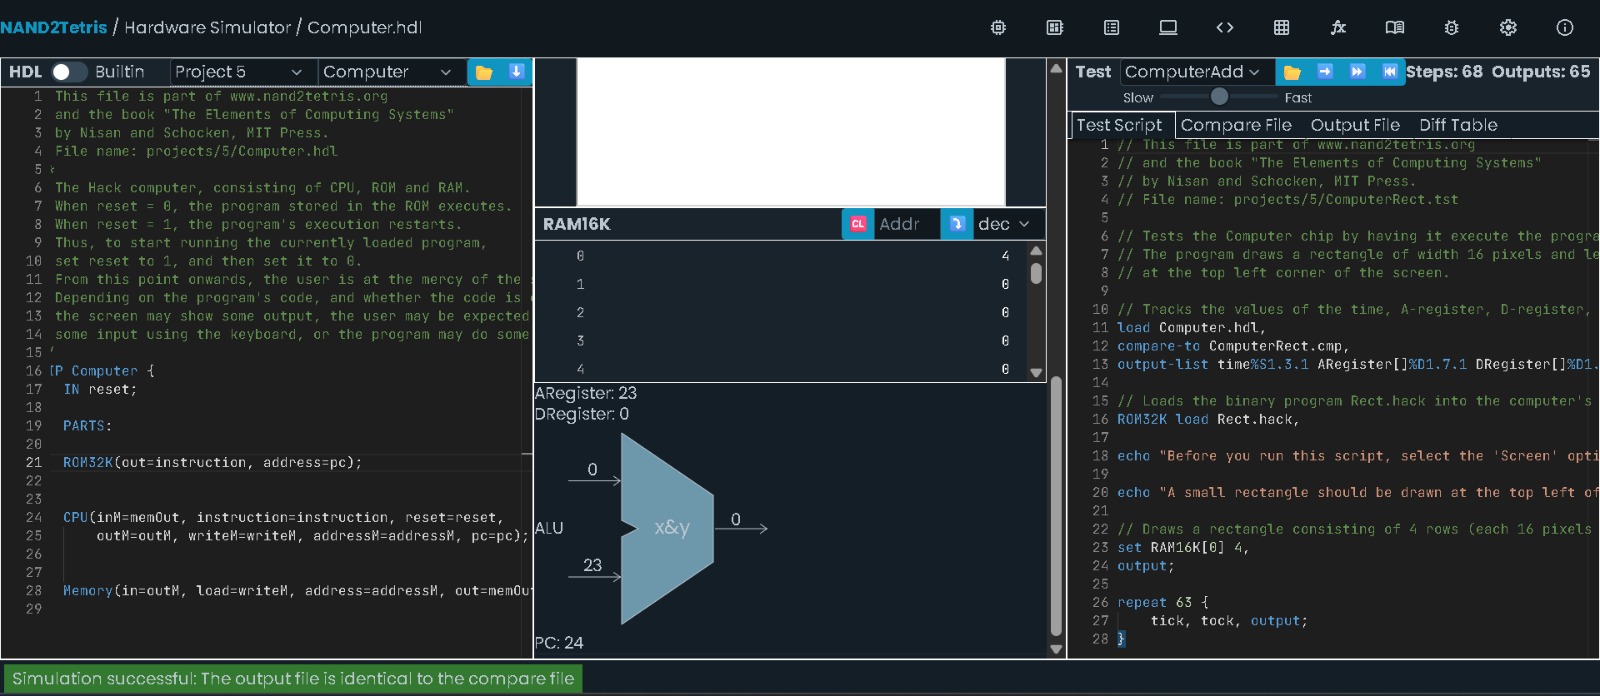 NAND2Tetris / Hardware Simulator / Computer.hdl
HDL Builtin Project 5 Computer
1 This file is part of www.nand2tetris.org
2 and the book "The Elements of Computing Systems"
3 by Nisan and Schocken, MIT Press.
4 File name: projects/5/Computer.hdl
5 *
6 The Hack computer, consisting of CPU, ROM and RAM.
7 When reset = 0, the program stored in the ROM executes.
8 When reset = 1, the program's execution restarts.
9 Thus, to start running the currently loaded program,
10 set reset to 1, and then set it to 0.
11 From this point onwards, the user is at the mercy of the
12 Depending on the program's code, and whether the code is
13 the screen may show some output, the user may be expected
14 some input using the keyboard, or the program may do some
15 /
16 IP Computer {
17 IN reset;
18
19 PARTS:
20
21 ROM32K(out=instruction, address=pc);
22
23
24 CPU(inM=memOut, instruction=instruction, reset=reset,
25 outM=outM, writeM=writeM, addressM=addressM, pc=pc);
26
27
28 Memory(in=outM, load=writeM, address=addressM, out=memOu
29
RAM16K CL Addr dec
0 4
1 0
2 0
3 0
4 0
ARegister: 23
DRegister: 0
0
ALU x&y 0
23
PC: 24
Test ComputerAdd Steps: 68 Outputs: 65
Slow Fast
Test Script Compare File Output File Diff Table
1 // This file is part of www.nand2tetris.org
2 // and the book "The Elements of Computing Systems"
3 // by Nisan and Schocken, MIT Press.
4 // File name: projects/5/ComputerRect.tst
5
6 // Tests the Computer chip by having it execute the progra
7 // The program draws a rectangle of width 16 pixels and le
8 // at the top left corner of the screen.
9
10 // Tracks the values of the time, A-register, D-register,
11 load Computer.hdl,
12 compare-to ComputerRect.cmp,
13 output-list time%S1.3.1 ARegister[]%D1.7.1 DRegister[]%D1.
14
15 // Loads the binary program Rect.hack into the computer's
16 ROM32K load Rect.hack,
17
18 echo "Before you run this script, select the 'Screen' opti
19
20 echo "A small rectangle should be drawn at the top left of
21
22 // Draws a rectangle consisting of 4 rows (each 16 pixels
23 set RAM16K[0] 4,
24 output;
25
26 repeat 63 {
27 tick, tock, output;
28 }
Simulation successful: The output file is identical to the compare file